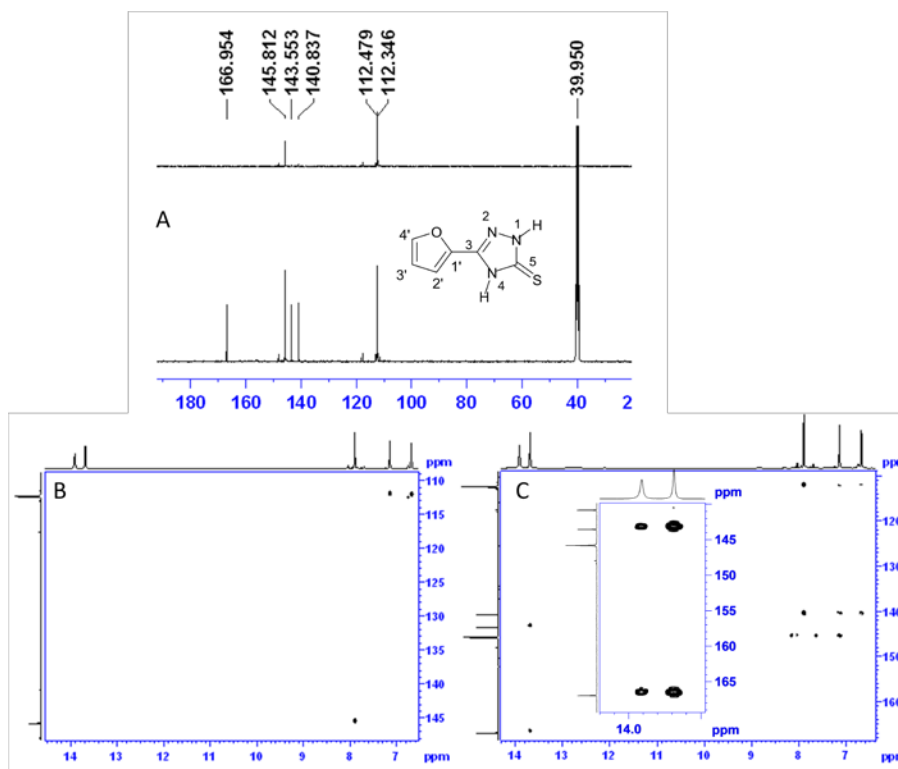 166.954
145.812
143.553
140.837
112.479
112.346
39.950
A
O
4'
3'
2'
1'
3
N 2
N 1 H
5
N 4
H
S
180 160 140 120 100 80 60 40 2
B
ppm
110
115
120
125
130
135
140
145
14 13 12 11 10 9 8 7 ppm
C
ppm
120
130
140
150
160
14 13 12 11 10 9 8 7 ppm
ppm
145
150
155
160
165
14.0 ppm